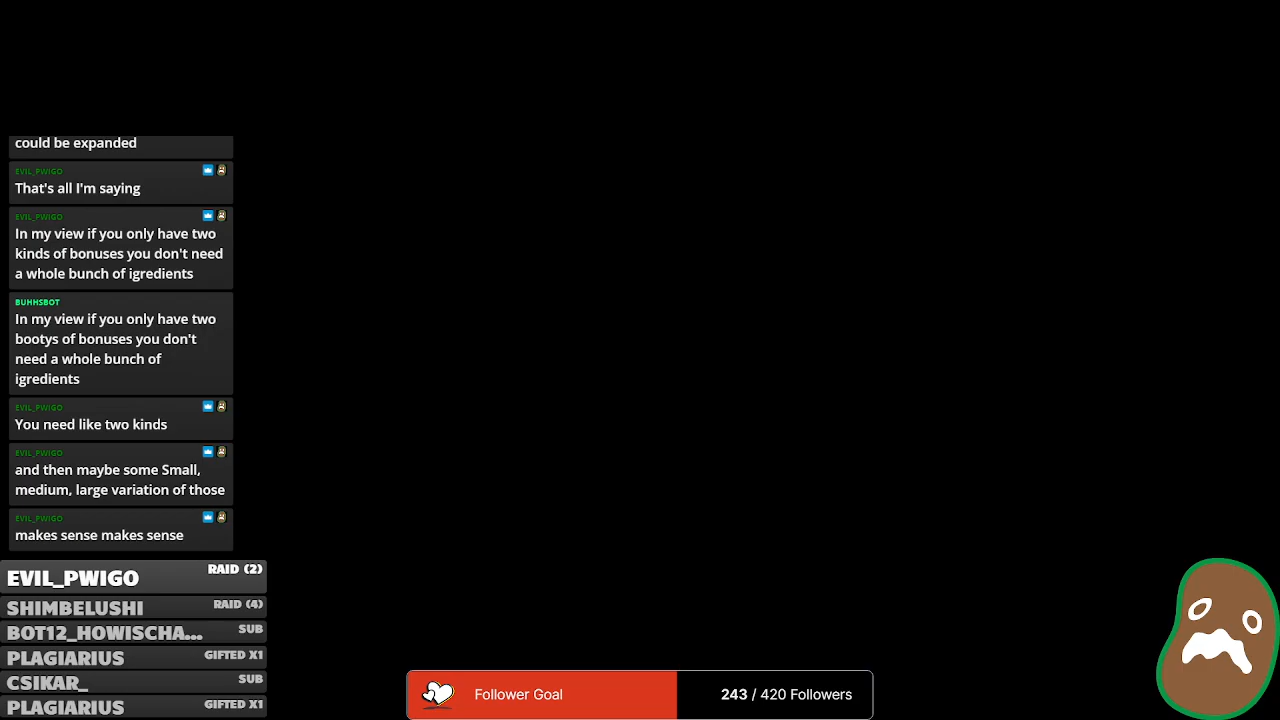 could be expanded
EVIL_PWIGO
That's all I'm saying
EVIL_PWIGO
In my view if you only have two
kinds of bonuses you don't need
a whole bunch of igredients
BUHHSBOT
In my view if you only have two
bootys of bonuses you don't
need a whole bunch of
igredients
EVIL_PWIGO
You need like two kinds
EVIL_PWIGO
and then maybe some Small,
medium, large variation of those
EVIL_PWIGO
makes sense makes sense
EVIL_PWIGO RAID (2)
SHIMBELUSHI RAID (4)
BOT12_HOWISCHA... SUB
PLAGIARIUS GIFTED X1
CSIKAR_ SUB
PLAGIARIUS GIFTED X1
Follower Goal 243 / 420 Followers